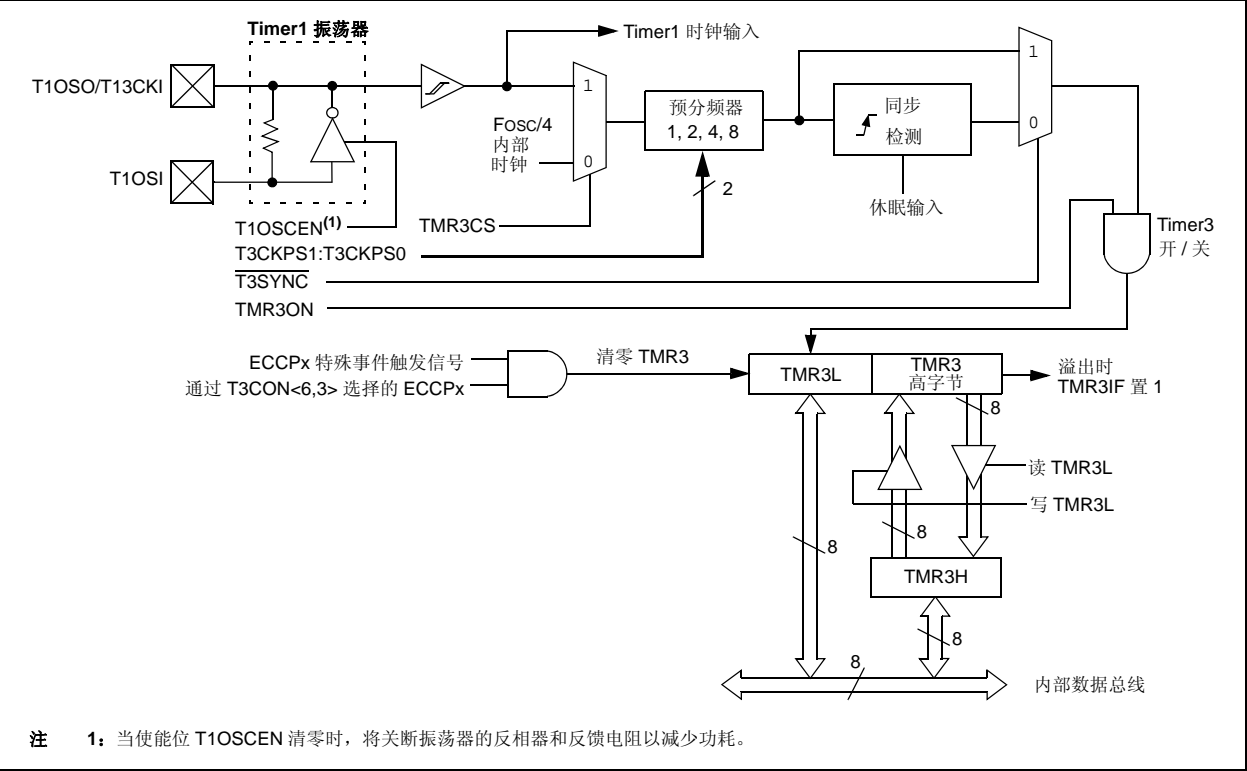 Timer1 振荡器
Timer1 时钟输入
T1OSO/T13CKI
1
1
预分频器
1, 2, 4, 8
同步
检测
FOSC/4
内部
时钟
0
0
T1OSI
2
休眠输入
T1OSCEN(1)
TMR3CS
Timer3
开 / 关
T3CKPS1:T3CKPS0
T3SYNC
TMR3ON
ECCPx 特殊事件触发信号
通过 T3CON<6,3> 选择的 ECCPx
清零 TMR3
TMR3L
TMR3
高字节
溢出时
TMR3IF 置 1
8
读 TMR3L
写 TMR3L
8
8
TMR3H
8
8
内部数据总线
注 1：当使能位 T1OSCEN 清零时，将关断振荡器的反相器和反馈电阻以减少功耗。